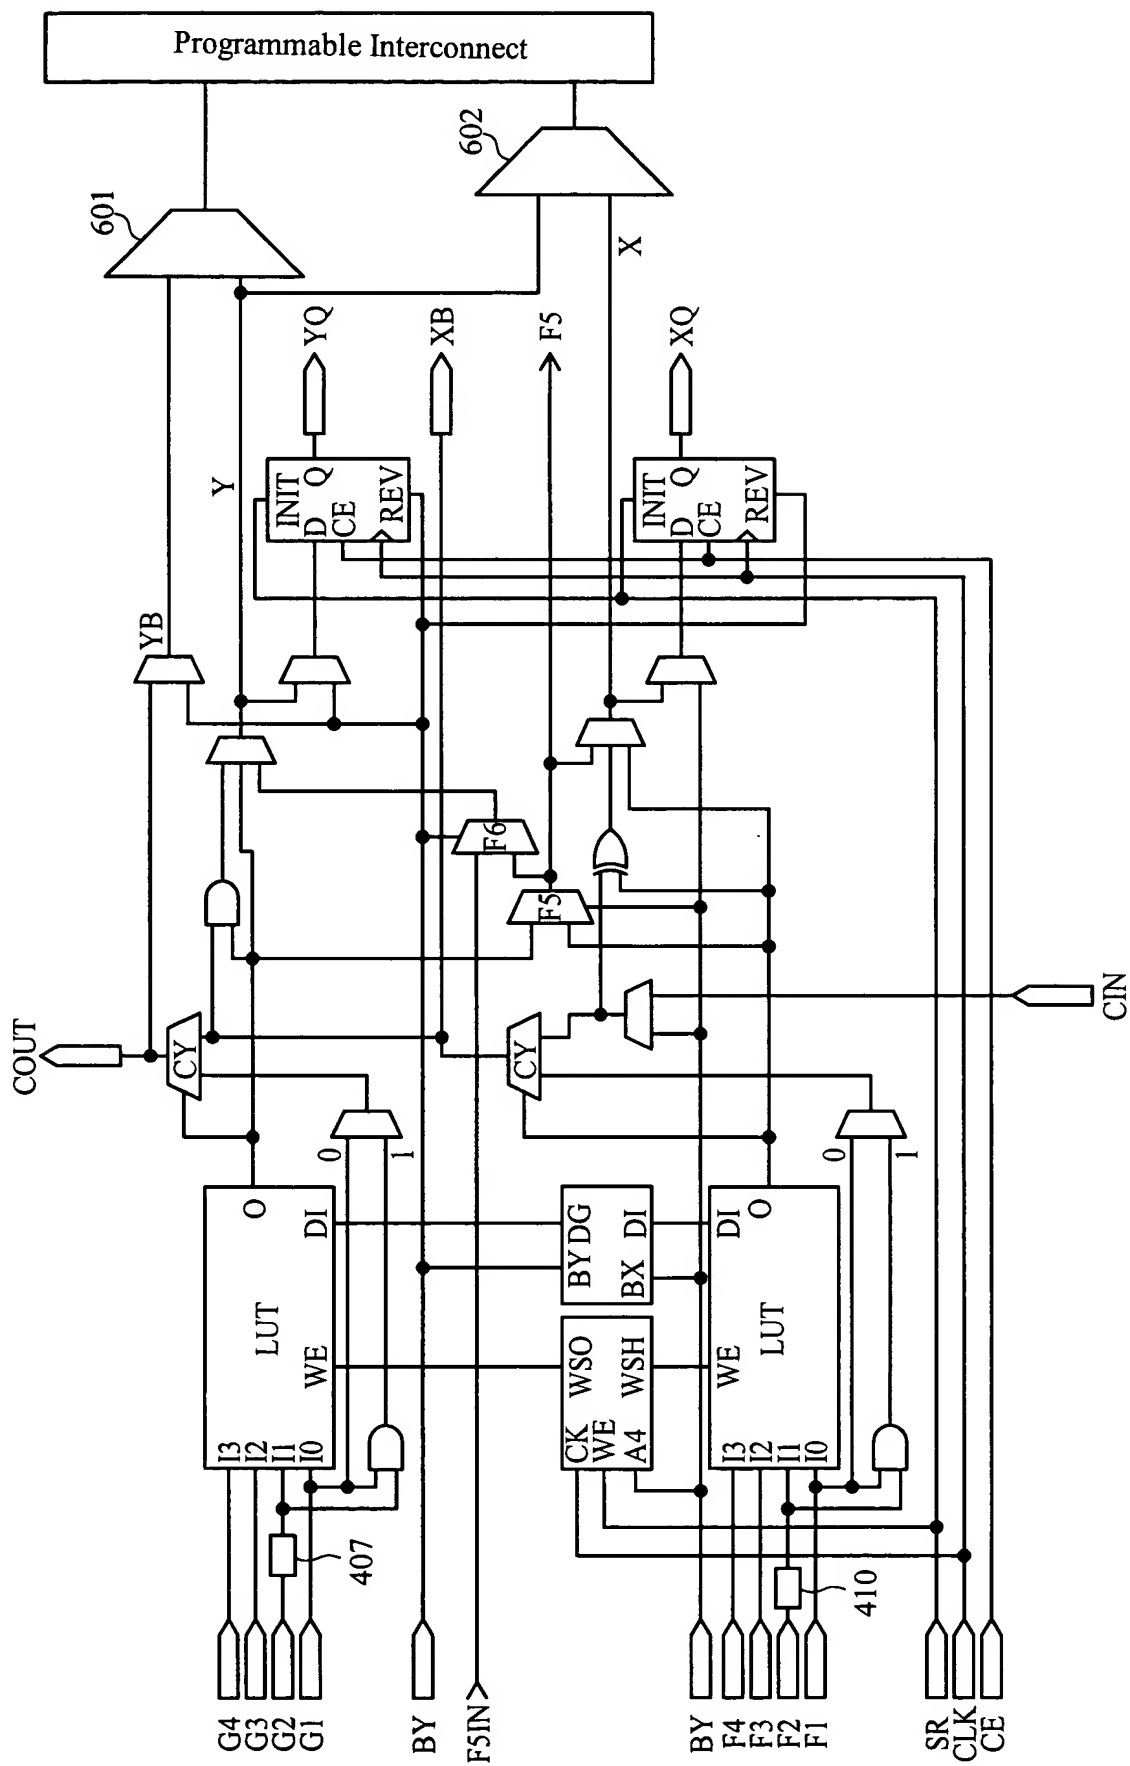 Programmable Interconnect
601
602
X
YQ
XB
F5
XQ
Y
YB
INIT
D
Q
CE
REV
INIT
D
Q
CE
REV
F6
F5
COUT
CY
CY
CIN
0
1
0
1
O
DI
LUT
WE
I3
I2
I1
I0
BY
DG
BX
DI
WSO
WSH
CK
WE
A4
DI
O
LUT
WE
I3
I2
I1
I0
407
410
G4
G3
G2
G1
BY
F5IN
BY
F4
F3
F2
F1
SR
CLK
CE